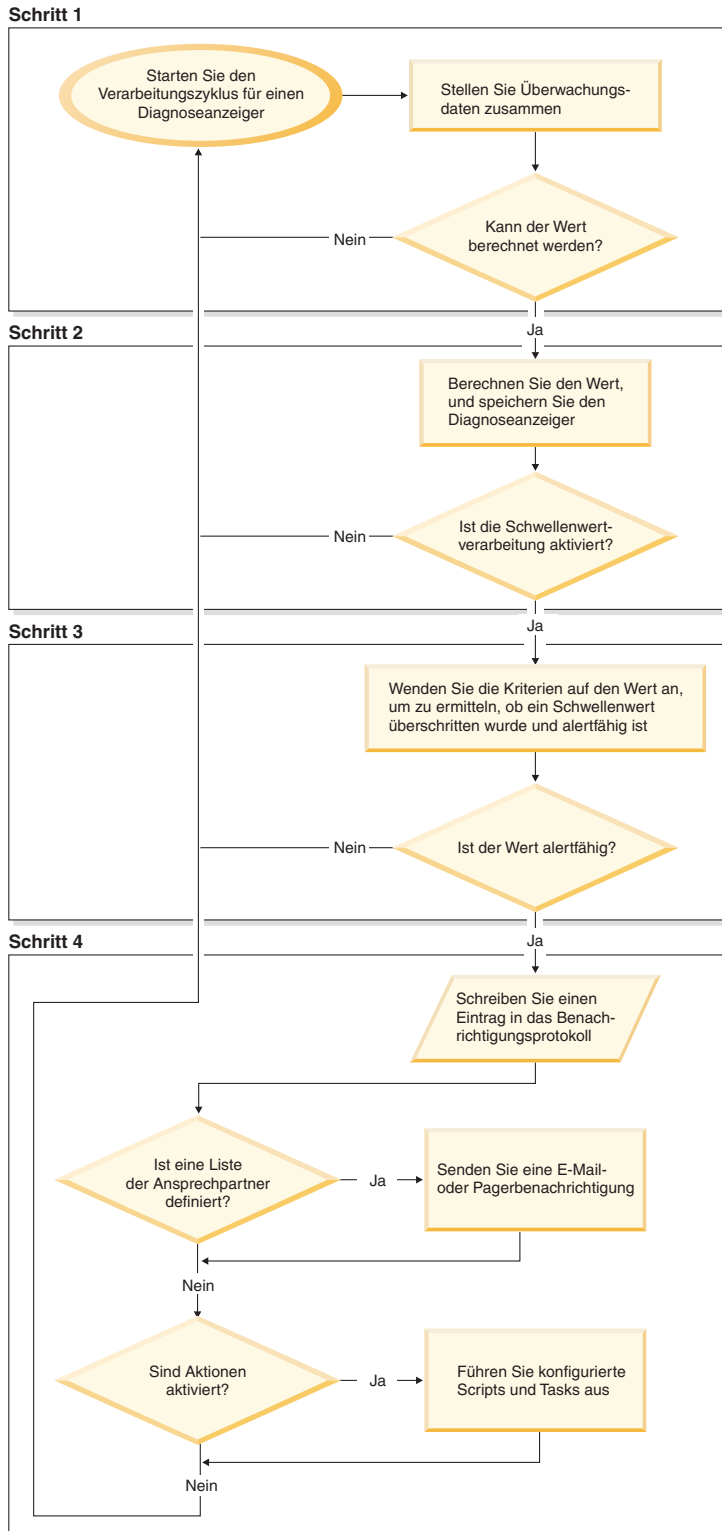 Schritt 1
Starten Sie den
Verarbeitungszyklus für einen
Diagnoseanzeiger
Stellen Sie Überwachungs-
daten zusammen
Kann der Wert
berechnet werden?
Nein
Ja
Schritt 2
Berechnen Sie den Wert,
und speichern Sie den
Diagnoseanzeiger
Ist die Schwellenwert-
verarbeitung aktiviert?
Nein
Ja
Schritt 3
Wenden Sie die Kriterien auf den Wert an,
um zu ermitteln, ob ein Schwellenwert
überschritten wurde und alertfähig ist
Ist der Wert alertfähig?
Nein
Ja
Schritt 4
Schreiben Sie einen
Eintrag in das Benach-
richtigungsprotokoll
Ist eine Liste
der Ansprechpartner
definiert?
Ja
Senden Sie eine E-Mail-
oder Pagerbenachrichtigung
Nein
Sind Aktionen
aktiviert?
Ja
Führen Sie konfigurierte
Scripts und Tasks aus
Nein